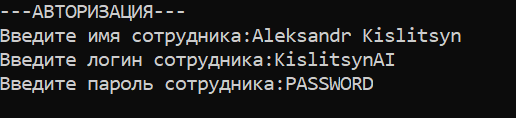 ---АВТОРИЗАЦИЯ---
Введите имя сотрудника:Aleksandr Kislitsyn
Введите логин сотрудника:KislitsynAI
Введите пароль сотрудника:PASSWORD